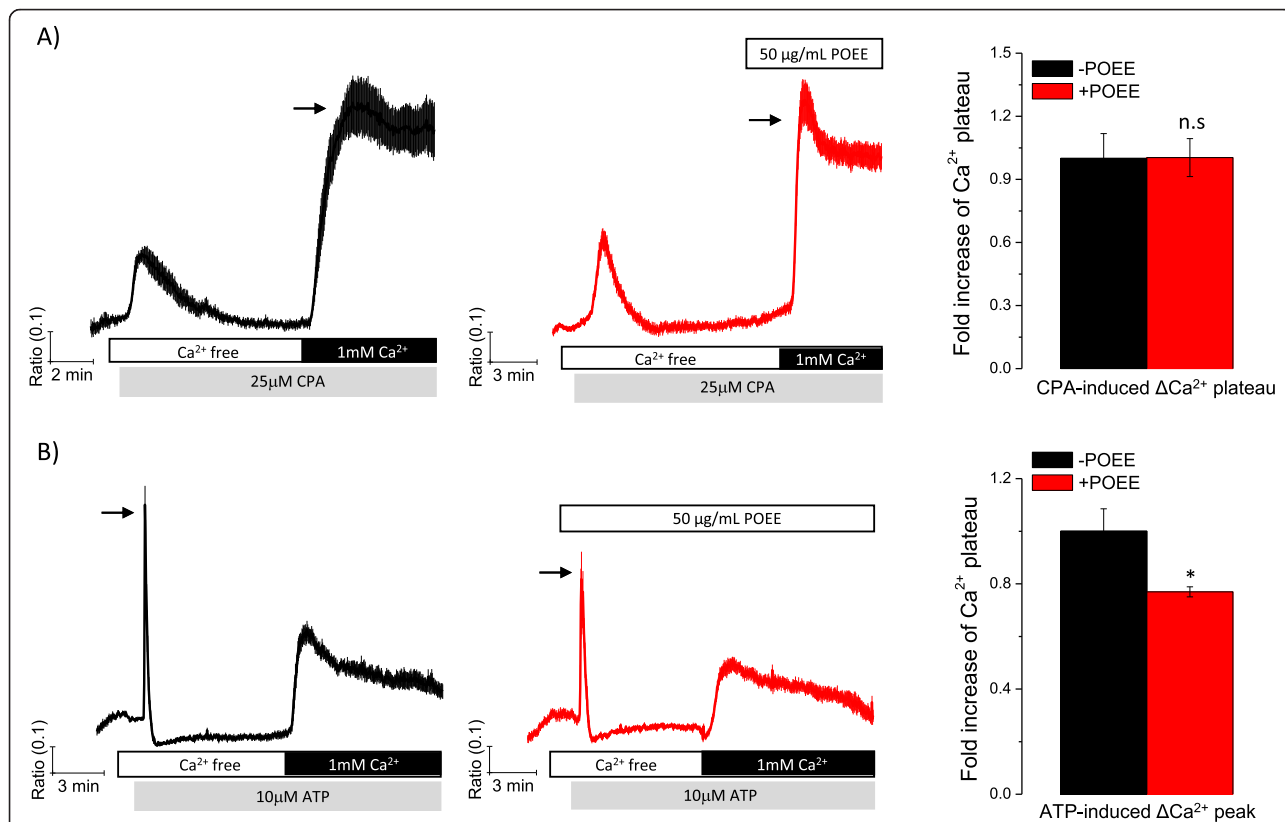 A)
50 µg/mL POEE
Ratio (0.1)
2 min
Ca²⁺ free
1mM Ca²⁺
25µM CPA
Ratio (0.1)
3 min
Ca²⁺ free
1mM Ca²⁺
25µM CPA
Fold increase of Ca²⁺ plateau
1.5
1.2
0.9
0.6
0.3
0.0
-POEE
+POEE
n.s
CPA-induced ΔCa²⁺ plateau
B)
50 µg/mL POEE
Ratio (0.1)
3 min
Ca²⁺ free
1mM Ca²⁺
10µM ATP
Ratio (0.1)
3 min
Ca²⁺ free
1mM Ca²⁺
10µM ATP
Fold increase of Ca²⁺ plateau
1.2
0.8
0.4
0.0
-POEE
+POEE
*
ATP-induced ΔCa²⁺ peak